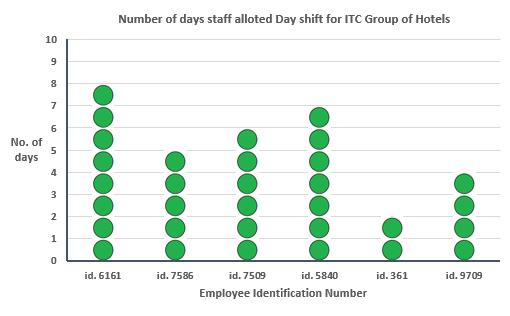 Number of days staff alloted Day shift for ITC Group of Hotels
10
9
8
7
6
5
4
3
2
1
0
No. of
days
id. 6161 id. 7586 id. 7509 id. 5840 id. 361 id. 9709
Employee Identification Number